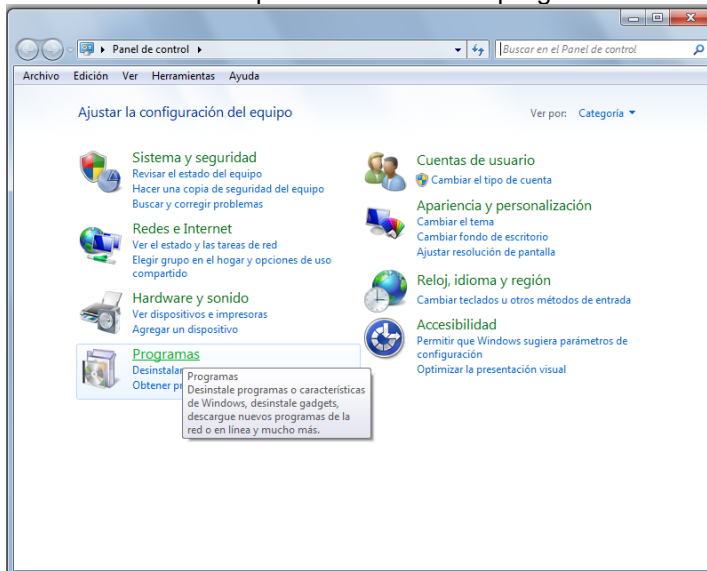 Panel de control
Buscar en el Panel de control
Archivo Edición Ver Herramientas Ayuda
Ajustar la configuración del equipo
Ver por: Categoría
Sistema y seguridad
Revisar el estado del equipo
Hacer una copia de seguridad del equipo
Buscar y corregir problemas
Redes e Internet
Ver el estado y las tareas de red
Elegir grupo en el hogar y opciones de uso
compartido
Hardware y sonido
Ver dispositivos e impresoras
Agregar un dispositivo
Programas
Desinstalar
Obtener
Programas
Desinstale programas o características
de Windows, desinstale gadgets,
descargue nuevos programas de la
red o en línea y mucho más.
Cuentas de usuario
Cambiar el tipo de cuenta
Apariencia y personalización
Cambiar el tema
Cambiar fondo de escritorio
Ajustar resolución de pantalla
Reloj, idioma y región
Cambiar teclados u otros métodos de entrada
Accesibilidad
Permitir que Windows sugiera parámetros de
configuración
Optimizar la presentación visual